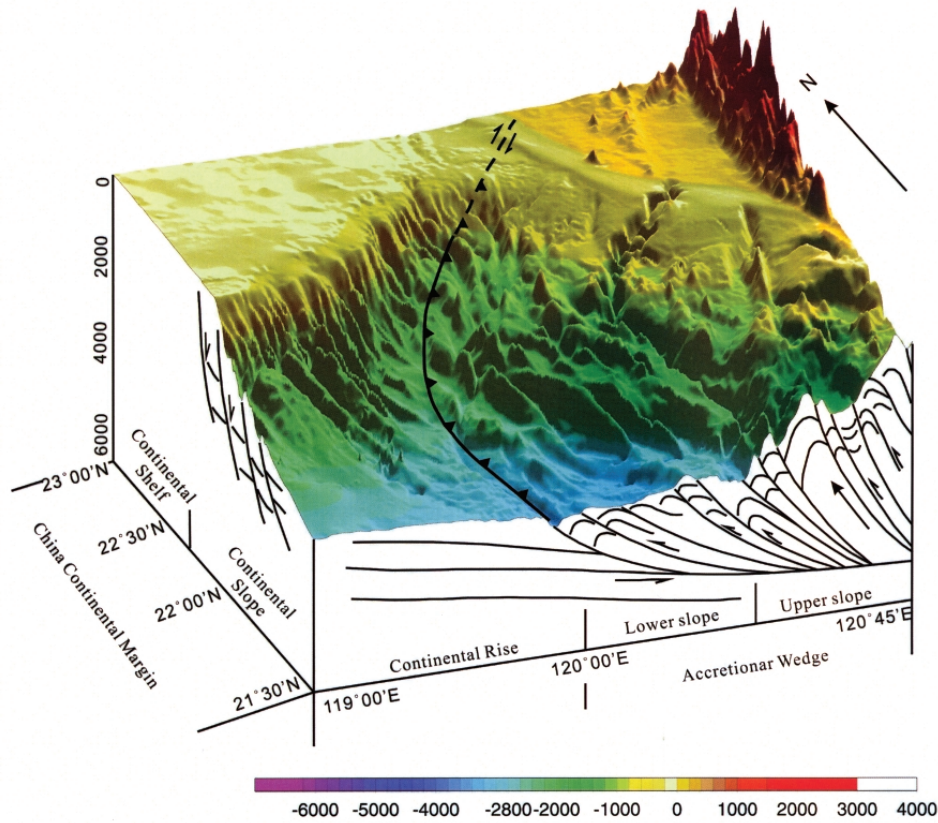 N
0
2000
4000
6000
23°00'N
22°30'N
22°00'N
21°30'N
Continental
Shelf
Continental
Slope
China Continental Margin
Continental Rise
Lower slope
Upper slope
119°00'E
120°00'E
120°45'E
Accretionar Wedge
-6000 -5000 -4000 -2800 -2000 -1000 0 1000 2000 3000 4000